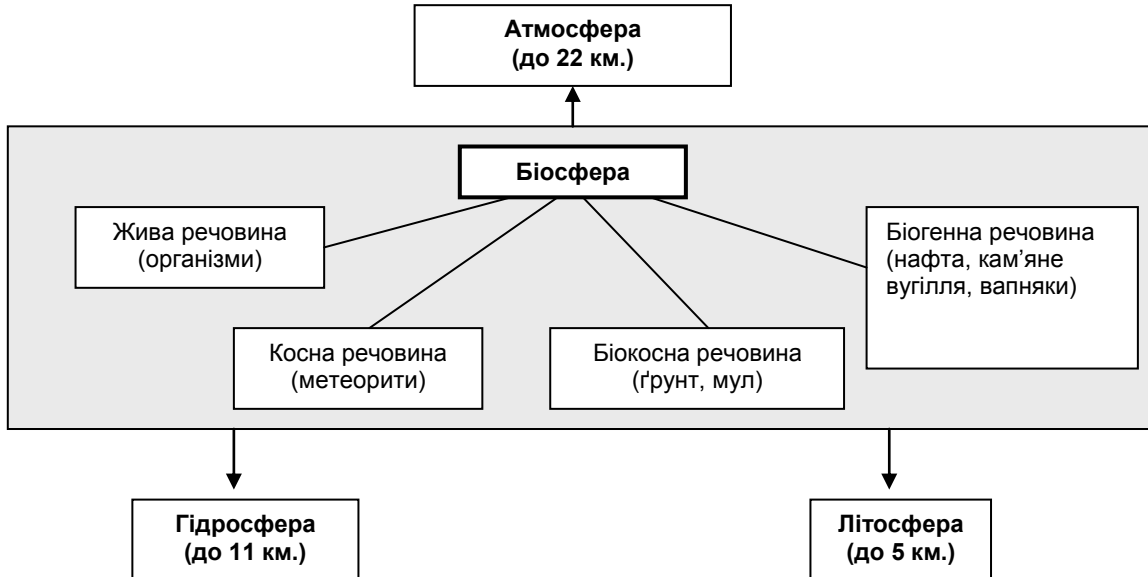 Атмосфера
(до 22 км.)
Біосфера
Жива речовина
(організми)
Біогенна речовина
(нафта, кам’яне
вугілля, вапняки)
Косна речовина
(метеорити)
Біокосна речовина
(ґрунт, мул)
Гідросфера
(до 11 км.)
Літосфера
(до 5 км.)